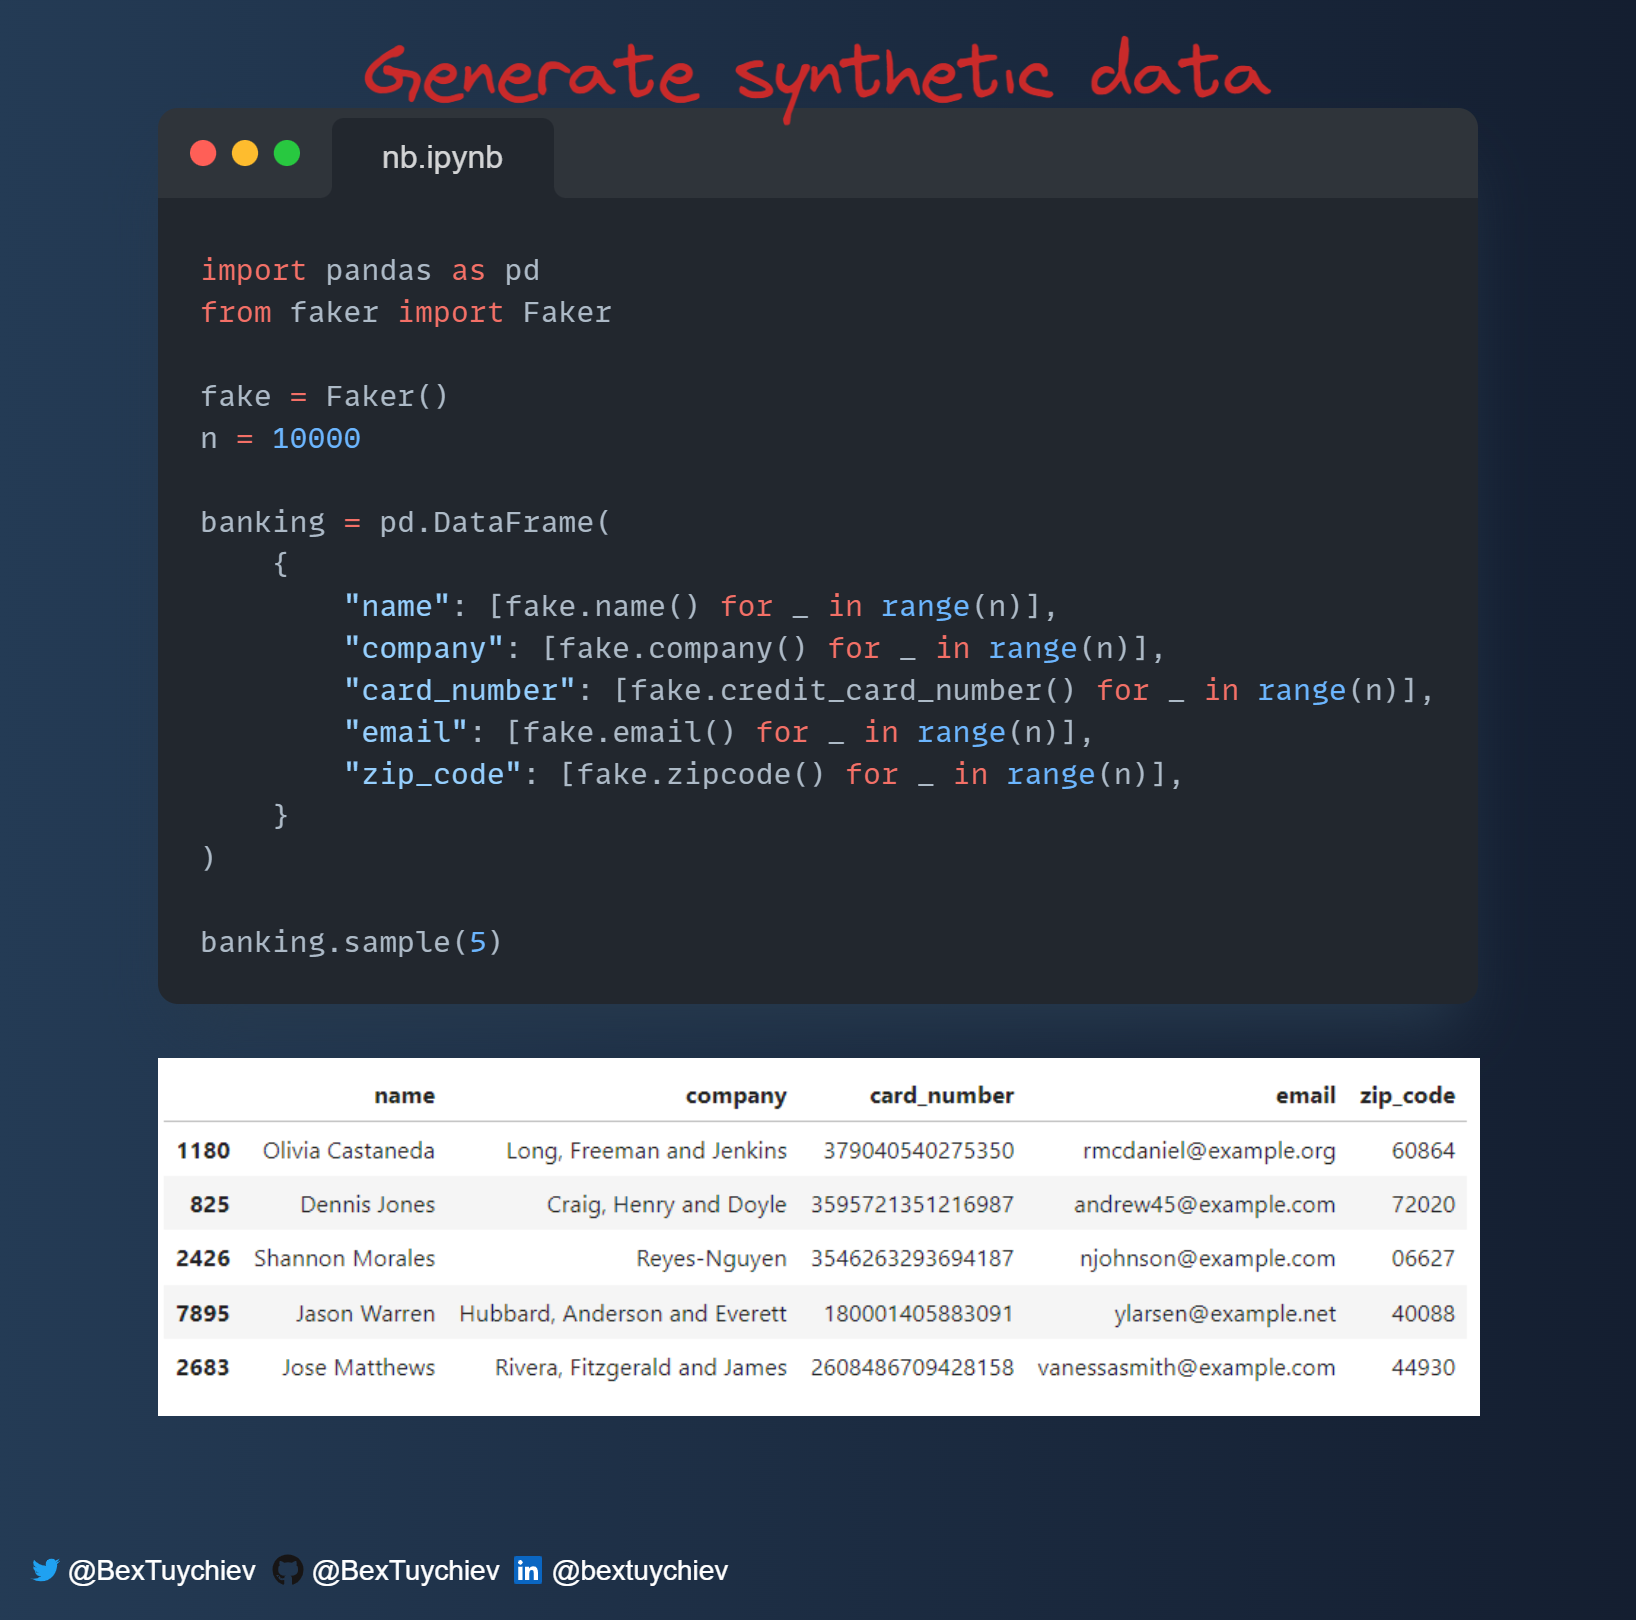 Generate synthetic data
nb.ipynb
import pandas as pd
from faker import Faker
fake = Faker()
n = 10000
banking = pd.DataFrame(
    {
        "name": [fake.name() for _ in range(n)],
        "company": [fake.company() for _ in range(n)],
        "card_number": [fake.credit_card_number() for _ in range(n)],
        "email": [fake.email() for _ in range(n)],
        "zip_code": [fake.zipcode() for _ in range(n)],
    }
)
banking.sample(5)
name company card_number email zip_code
1180 Olivia Castaneda Long, Freeman and Jenkins 379040540275350 rmcdaniel@example.org 60864
825 Dennis Jones Craig, Henry and Doyle 3595721351216987 andrew45@example.com 72020
2426 Shannon Morales Reyes-Nguyen 3546263293694187 njohnson@example.com 06627
7895 Jason Warren Hubbard, Anderson and Everett 180001405883091 ylarsen@example.net 40088
2683 Jose Matthews Rivera, Fitzgerald and James 2608486709428158 vanessasmith@example.com 44930
@BexTuychiev @BexTuychiev in @bextuychiev